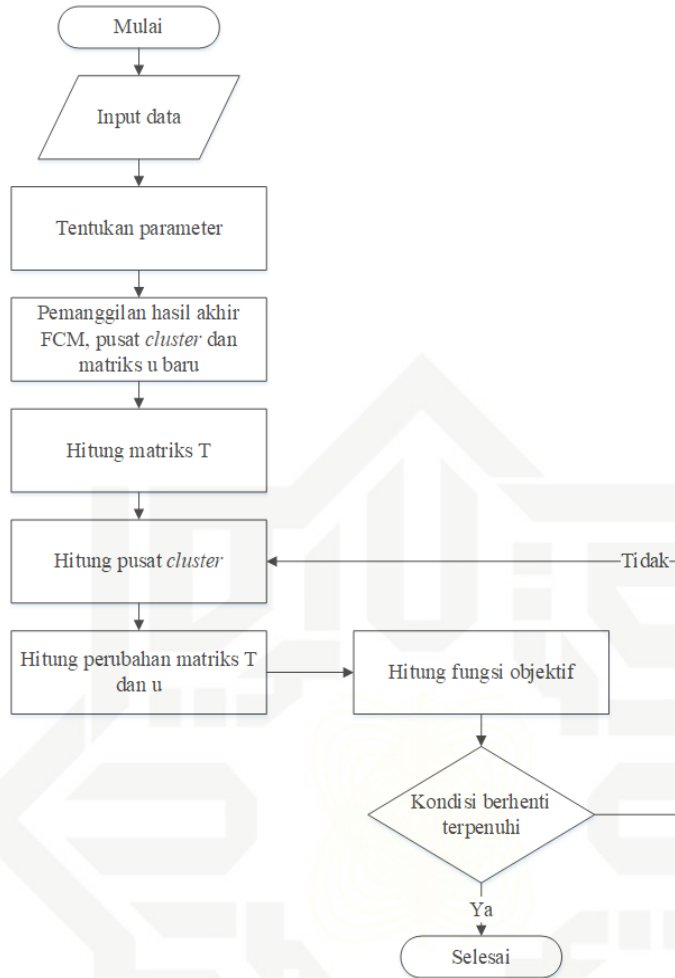 Mulai
Input data
Tentukan parameter
Pemanggilan hasil akhir
FCM, pusat cluster dan
matriks u baru
Hitung matriks T
Hitung pusat cluster
Tidak
Hitung perubahan matriks T
dan u
Hitung fungsi objektif
Kondisi berhenti
terpenuhi
Ya
Selesai